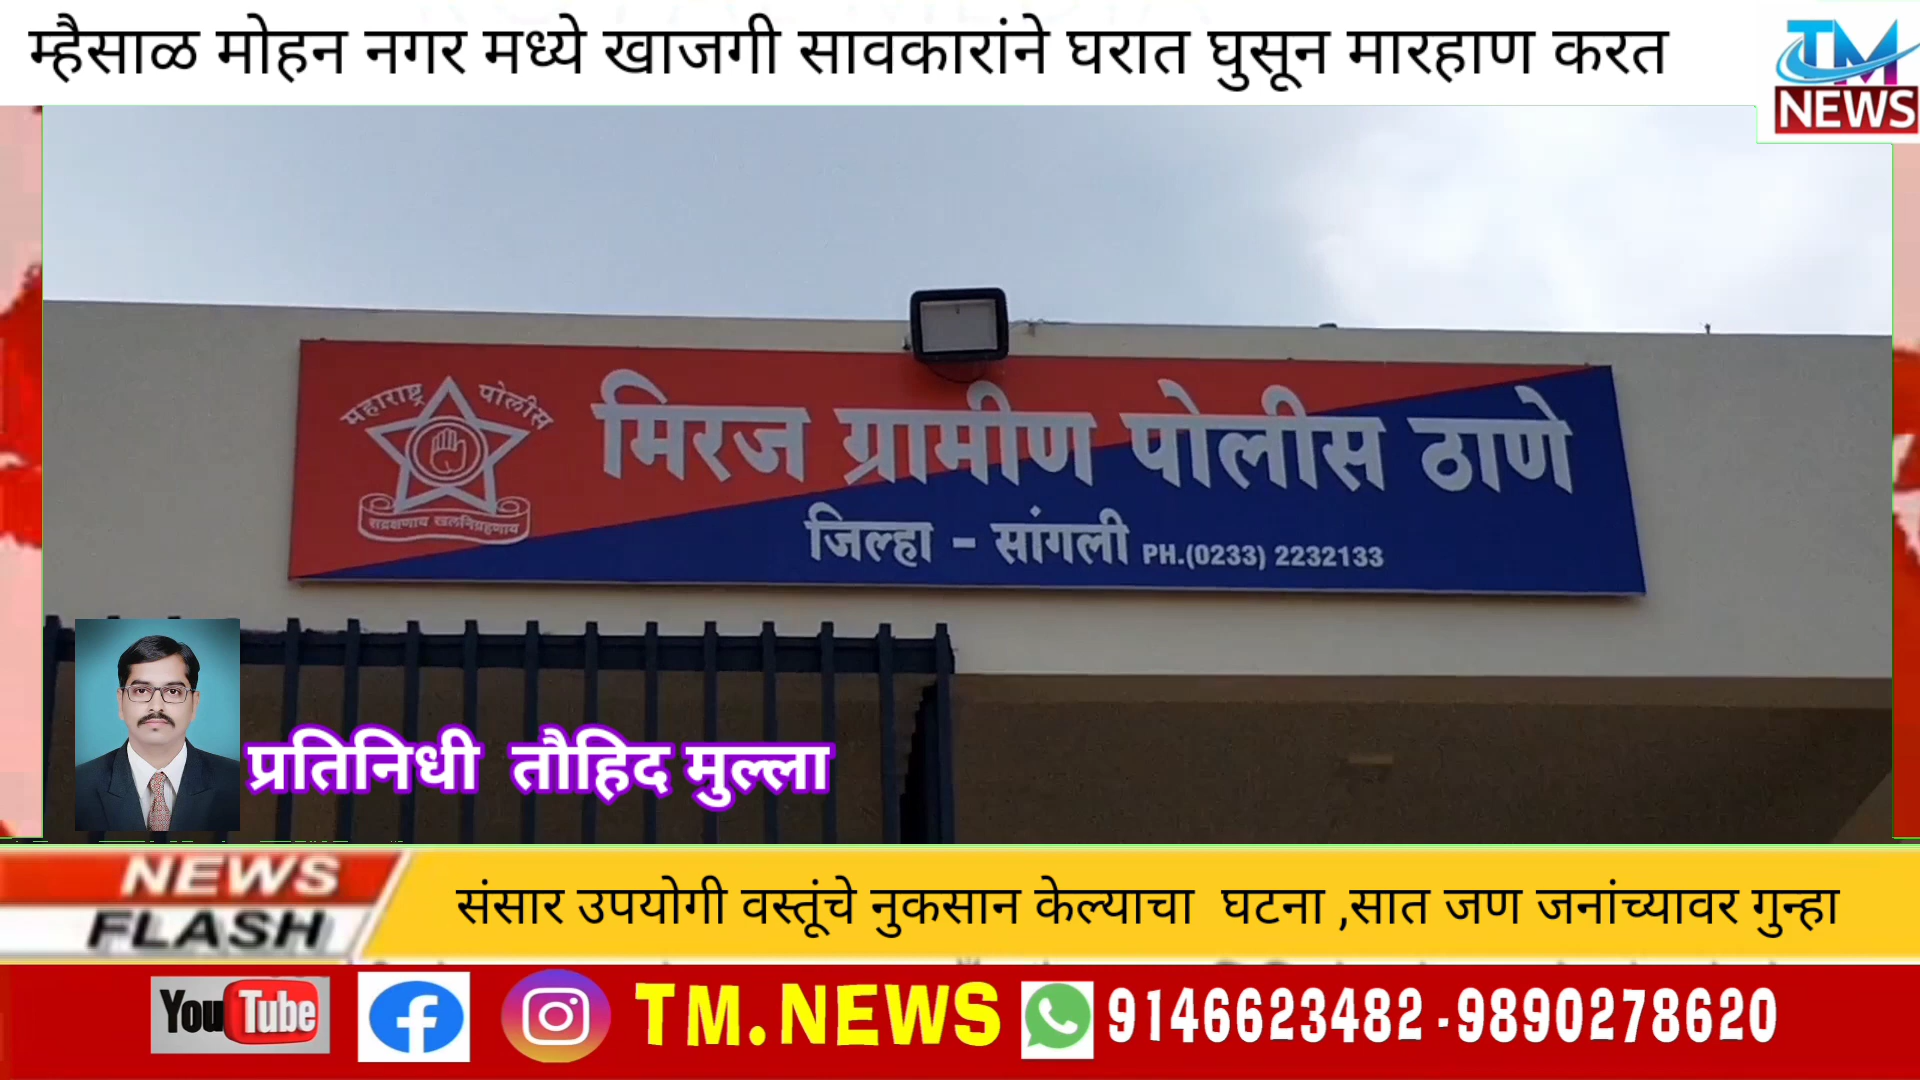 म्हैसाळ मोहन नगर मध्ये खाजगी सावकारांने घरात घुसून मारहाण करत
TM
NEWS
महाराष्ट्र पोलीस
सद्रक्षणाय खलनिग्रहणाय
मिरज ग्रामीण पोलीस ठाणे
जिल्हा - सांगली PH.(0233) 2232133
प्रतिनिधी तौहिद मुल्ला
NEWS
FLASH
संसार उपयोगी वस्तूंचे नुकसान केल्याचा घटना ,सात जण जनांच्यावर गुन्हा
YouTube
TM.NEWS
9146623482 - 9890278620